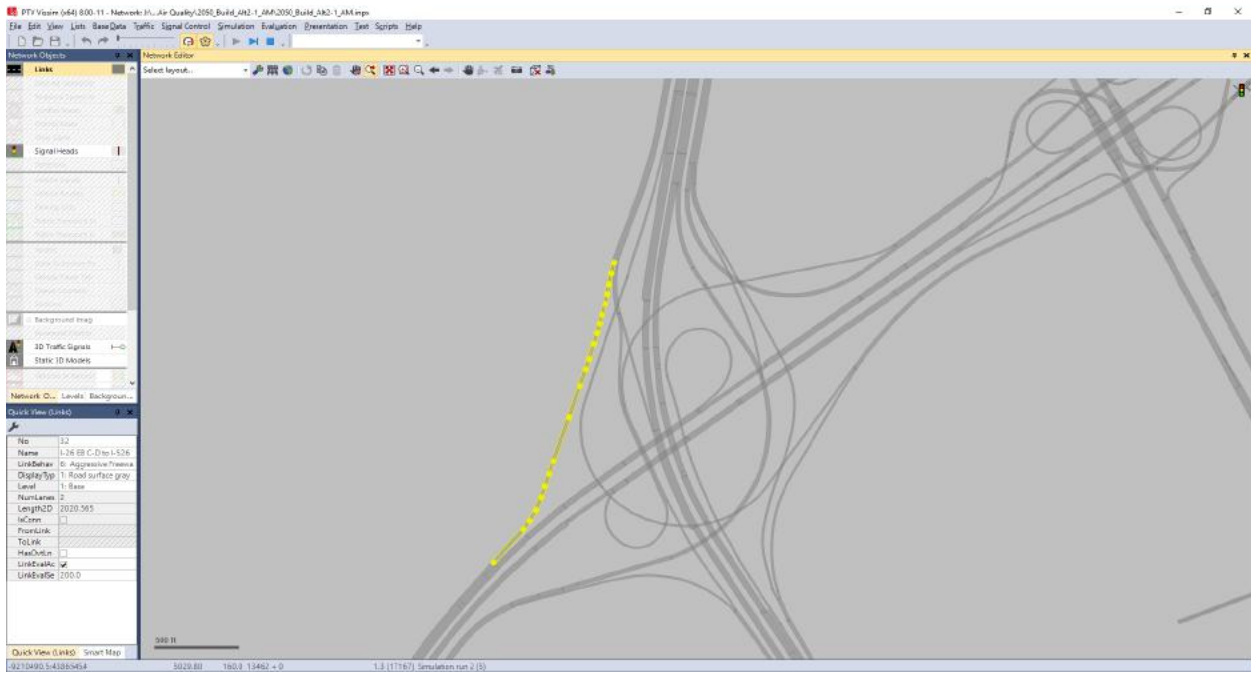 PTV Vissim (x64) 8.00-11 - Network: J:\...Air Quality\2050_Build_Alt2-1_AM\2050_Build_Alt2-1_AM.inpx
File Edit View Lists Base Data Traffic Signal Control Simulation Evaluation Presentation Test Scripts Help
Network Objects
Network Editor
Links
Select layout...
Signal Heads
Background Imag
3D Traffic Signals
Static 3D Models
Network O... Levels Backgroun...
Quick View (Links)
No 32
Name I-26 EB C-D to I-526
LinkBehav 6: Aggressive Freewa
DisplayTyp 1: Road surface gray
Level 1: Base
NumLanes 2
Length2D 2020.565
IsConn
FromLink
ToLink
HasOvtLn
LinkEvalAc
LinkEvalSe 200.0
500 ft
Quick View (Links) Smart Map
5020.80 160.0 13462 + 0 1.3 (17167) Simulation run 2 (5)